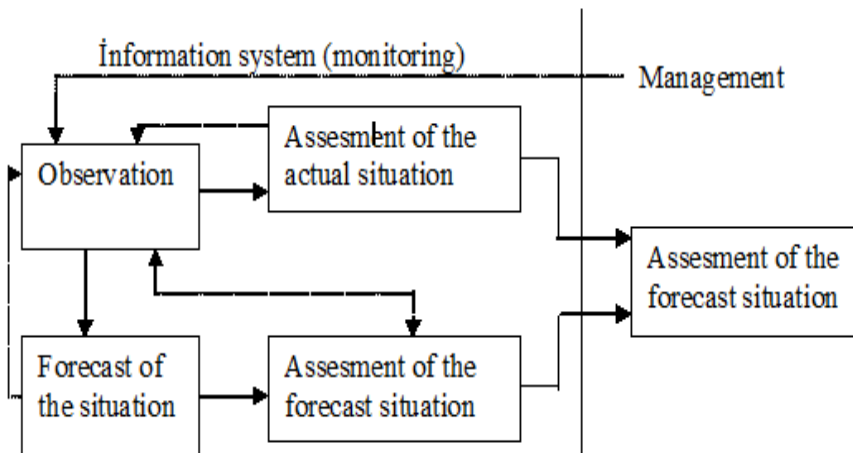 İnformation system (monitoring)
Management
Assesment of the
actual situation
Observation
Assesment of the
forecast situation
Forecast of
the situation
Assesment of the
forecast situation